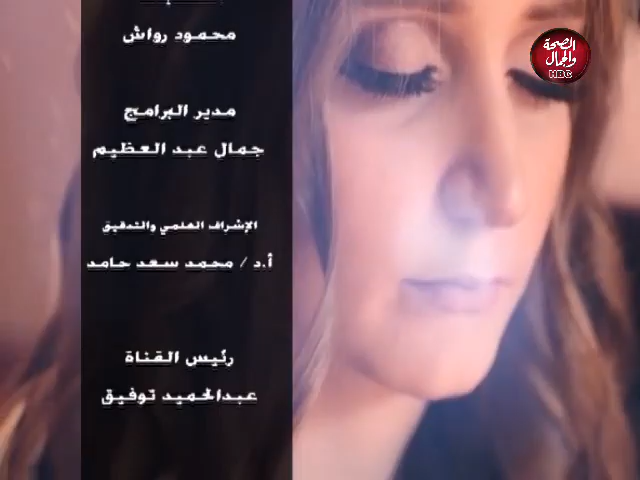 محمود رواش
مدير البرامج
جمال عبد العظيم
الإشراف العلمي والتدقيق
أ.د / محمد سعد حامد
رئيس القناة
عبدالحميد توفيق
الصحة
والجمال
HBC